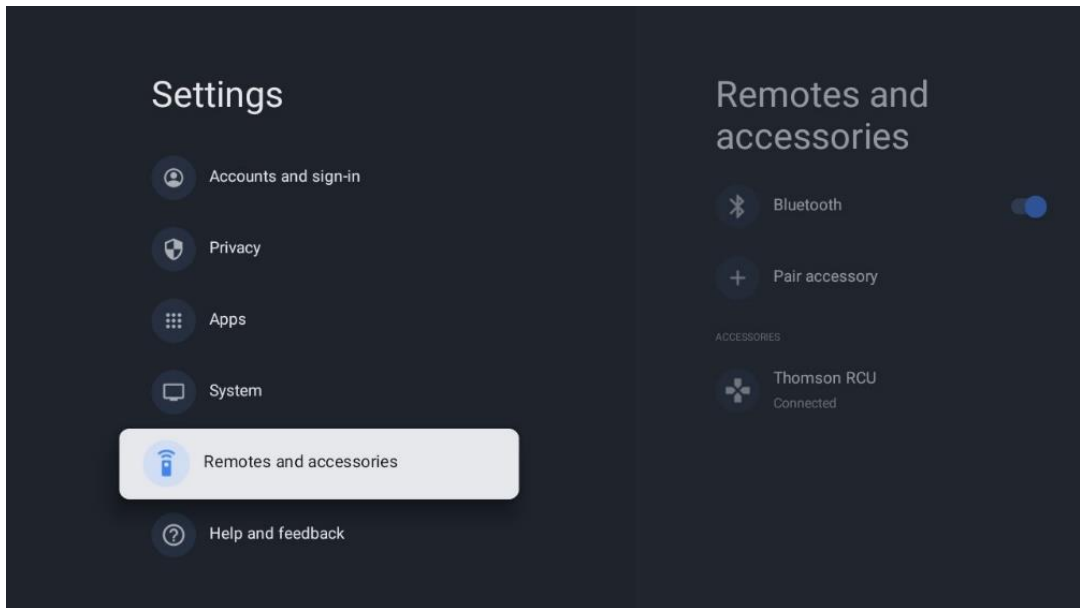 Settings
Accounts and sign-in
Privacy
Apps
System
Remotes and accessories
Help and feedback
Remotes and
accessories
Bluetooth
Pair accessory
ACCESSORIES
Thomson RCU
Connected